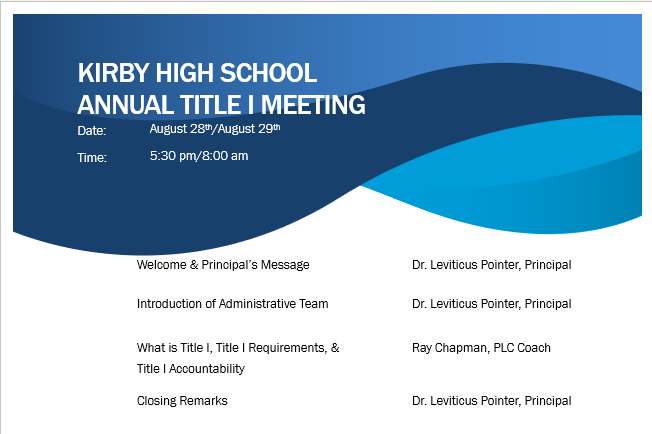 KIRBY HIGH SCHOOL
ANNUAL TITLE I MEETING
Date: August 28th/August 29th
Time: 5:30 pm/8:00 am
Welcome & Principal’s Message Dr. Leviticus Pointer, Principal
Introduction of Administrative Team Dr. Leviticus Pointer, Principal
What is Title I, Title I Requirements, & Ray Chapman, PLC Coach
Title I Accountability
Closing Remarks Dr. Leviticus Pointer, Principal